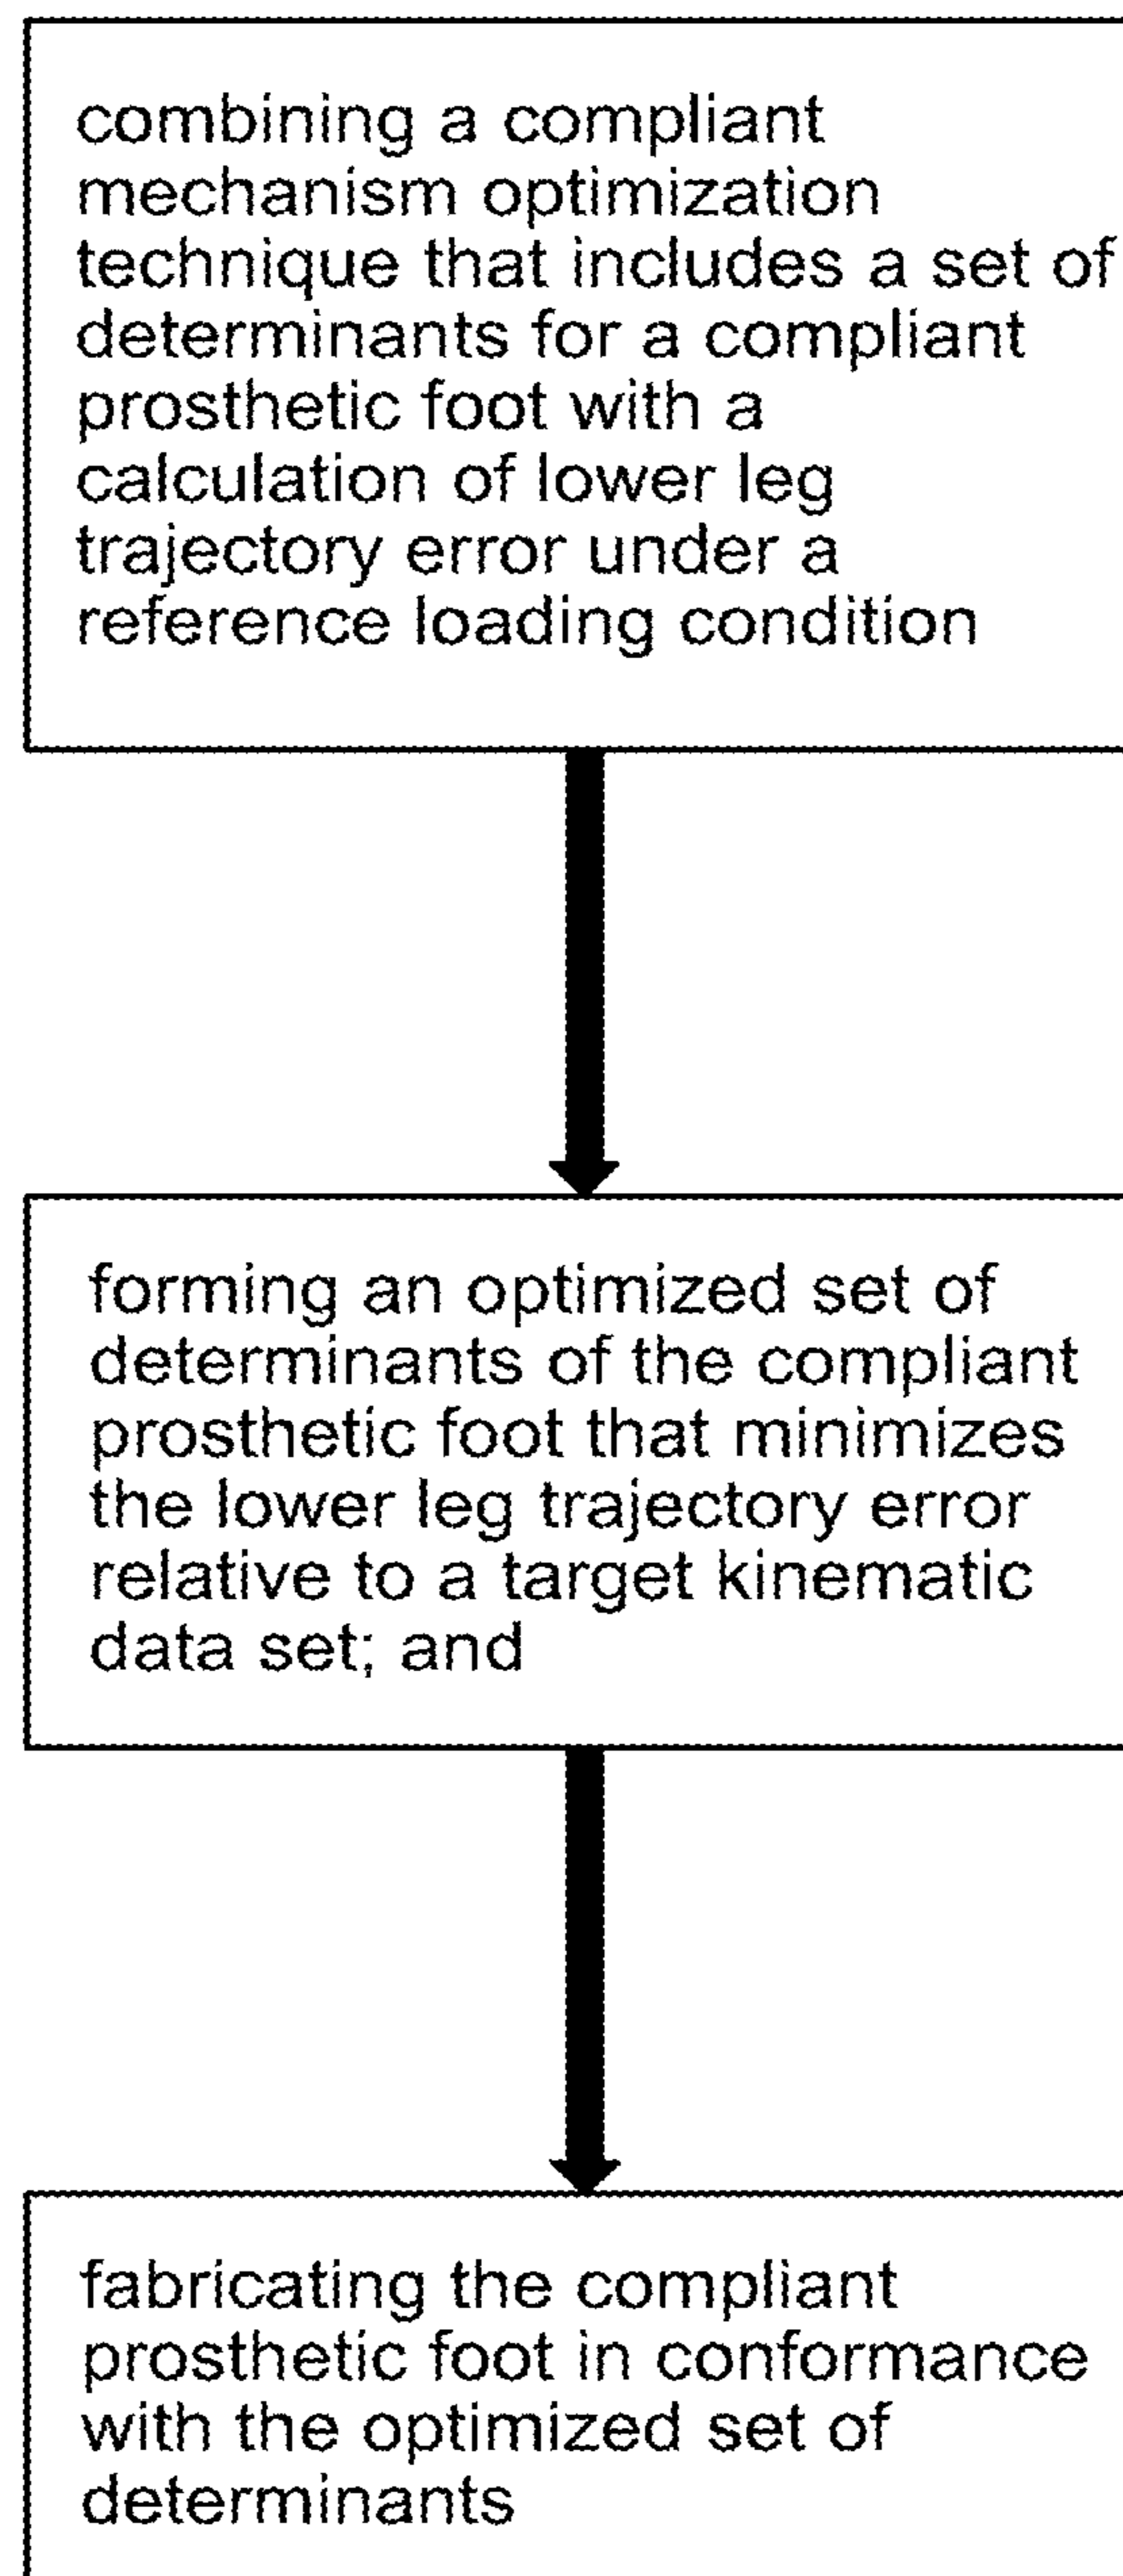 combining a compliant
mechanism optimization
technique that includes a set of
determinants for a compliant
prosthetic foot with a
calculation of lower leg
trajectory error under a
reference loading condition
forming an optimized set of
determinants of the compliant
prosthetic foot that minimizes
the lower leg trajectory error
relative to a target kinematic
data set; and
fabricating the compliant
prosthetic foot in conformance
with the optimized set of
determinants